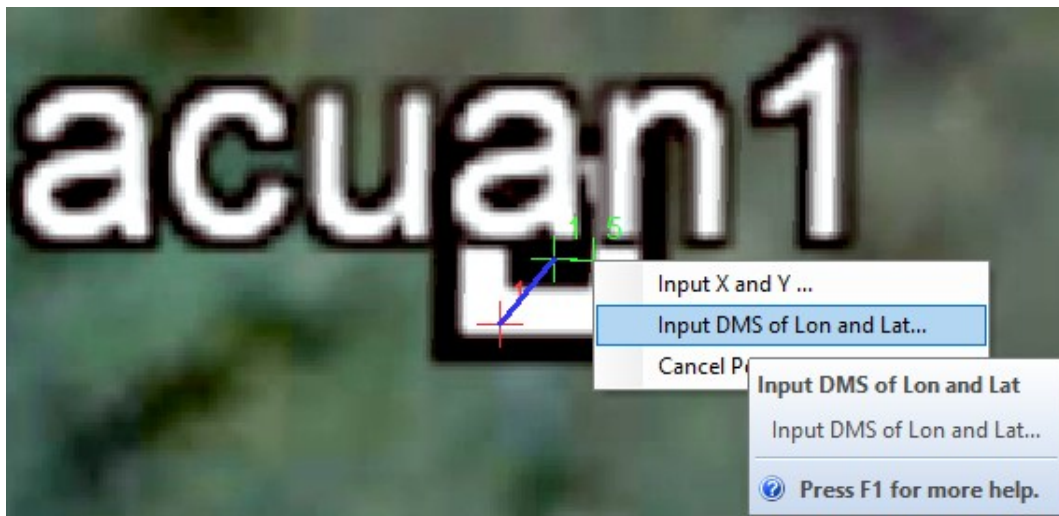 acuan1
1 5
1
Input X and Y ...
Input DMS of Lon and Lat...
Cancel
Input DMS of Lon and Lat
Input DMS of Lon and Lat...
Press F1 for more help.